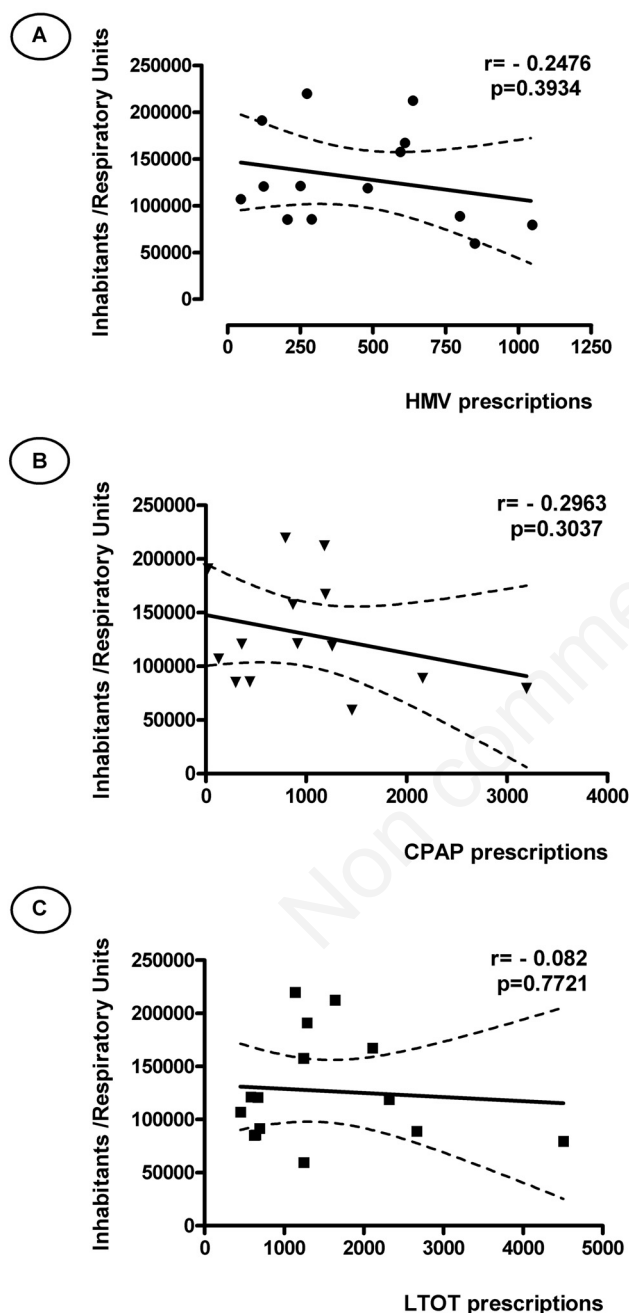 A
r= - 0.2476
p=0.3934
Inhabitants /Respiratory Units
250000
200000
150000
100000
50000
0
0 250 500 750 1000 1250
HMV prescriptions
B
r= - 0.2963
p=0.3037
Inhabitants /Respiratory Units
250000
200000
150000
100000
50000
0
0 1000 2000 3000 4000
CPAP prescriptions
Non comme
C
r= - 0.082
p=0.7721
Inhabitants /Respiratory Units
250000
200000
150000
100000
50000
0
0 1000 2000 3000 4000 5000
LTOT prescriptions